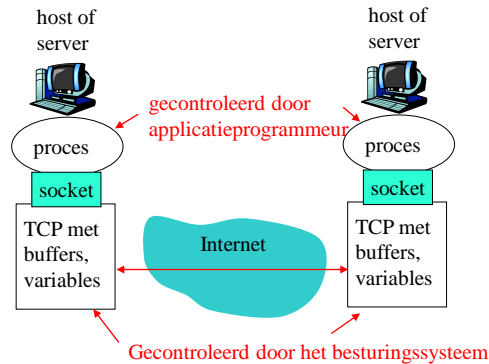 host of
server
host of
server
gecontroleerd door
applicatieprogrammeur
proces
proces
socket
socket
TCP met
buffers,
variables
Internet
TCP met
buffers,
variables
Gecontroleerd door het besturingssysteem